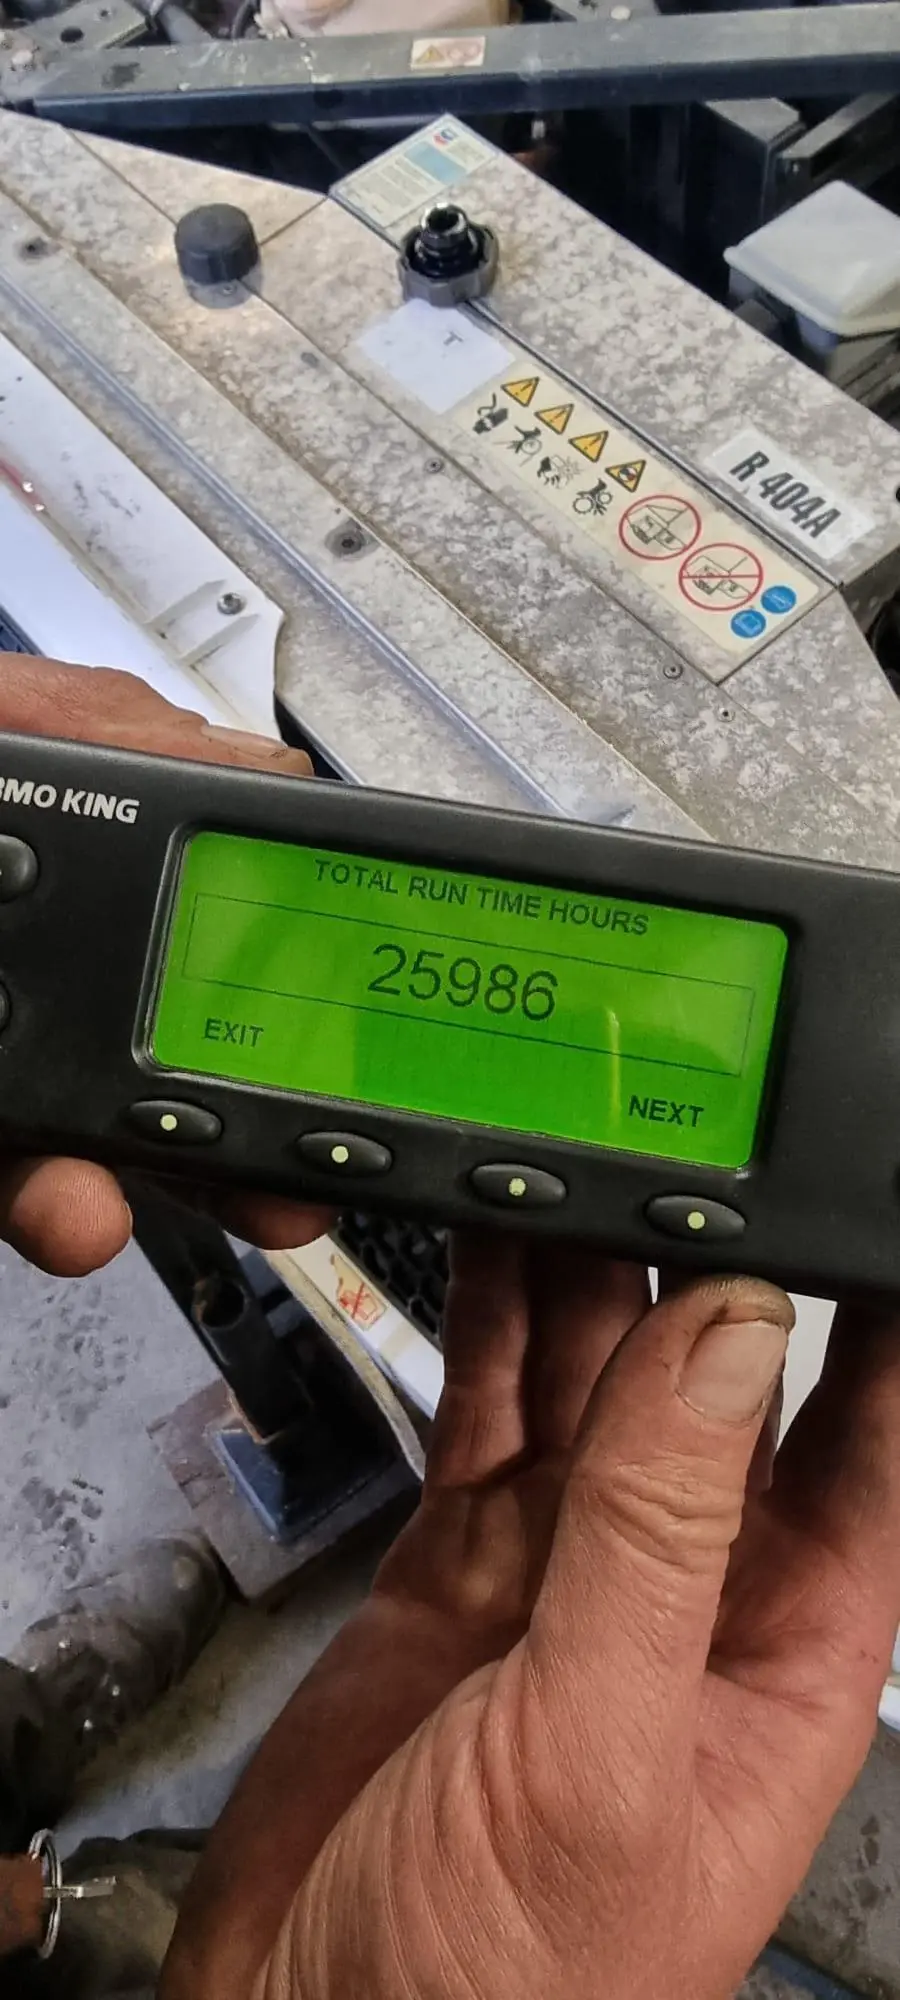 T
R 404A
RMO KING
TOTAL RUN TIME HOURS
25986
EXIT
NEXT